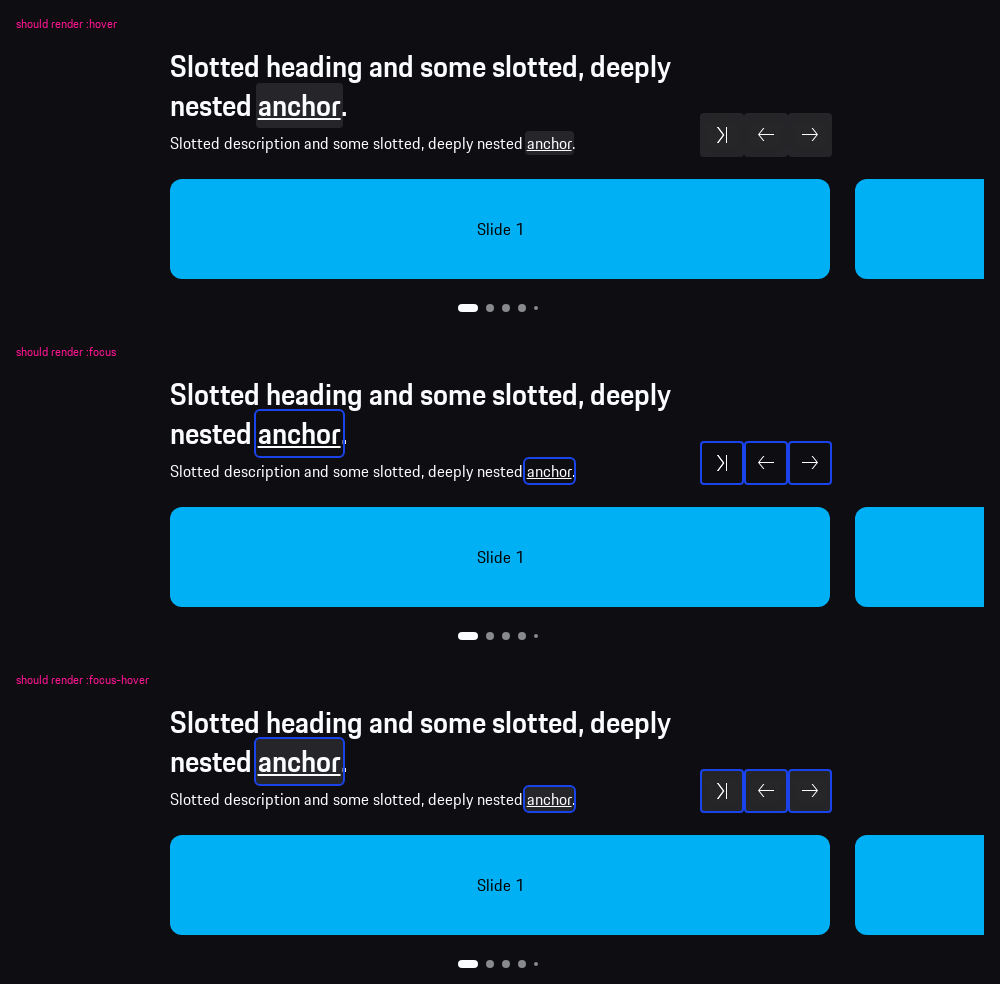 should render :hover
Slotted heading and some slotted, deeply
nested anchor.
Slotted description and some slotted, deeply nested anchor.
Slide 1
should render :focus
Slotted heading and some slotted, deeply
nested anchor.
Slotted description and some slotted, deeply nested anchor.
Slide 1
should render :focus-hover
Slotted heading and some slotted, deeply
nested anchor.
Slotted description and some slotted, deeply nested anchor.
Slide 1